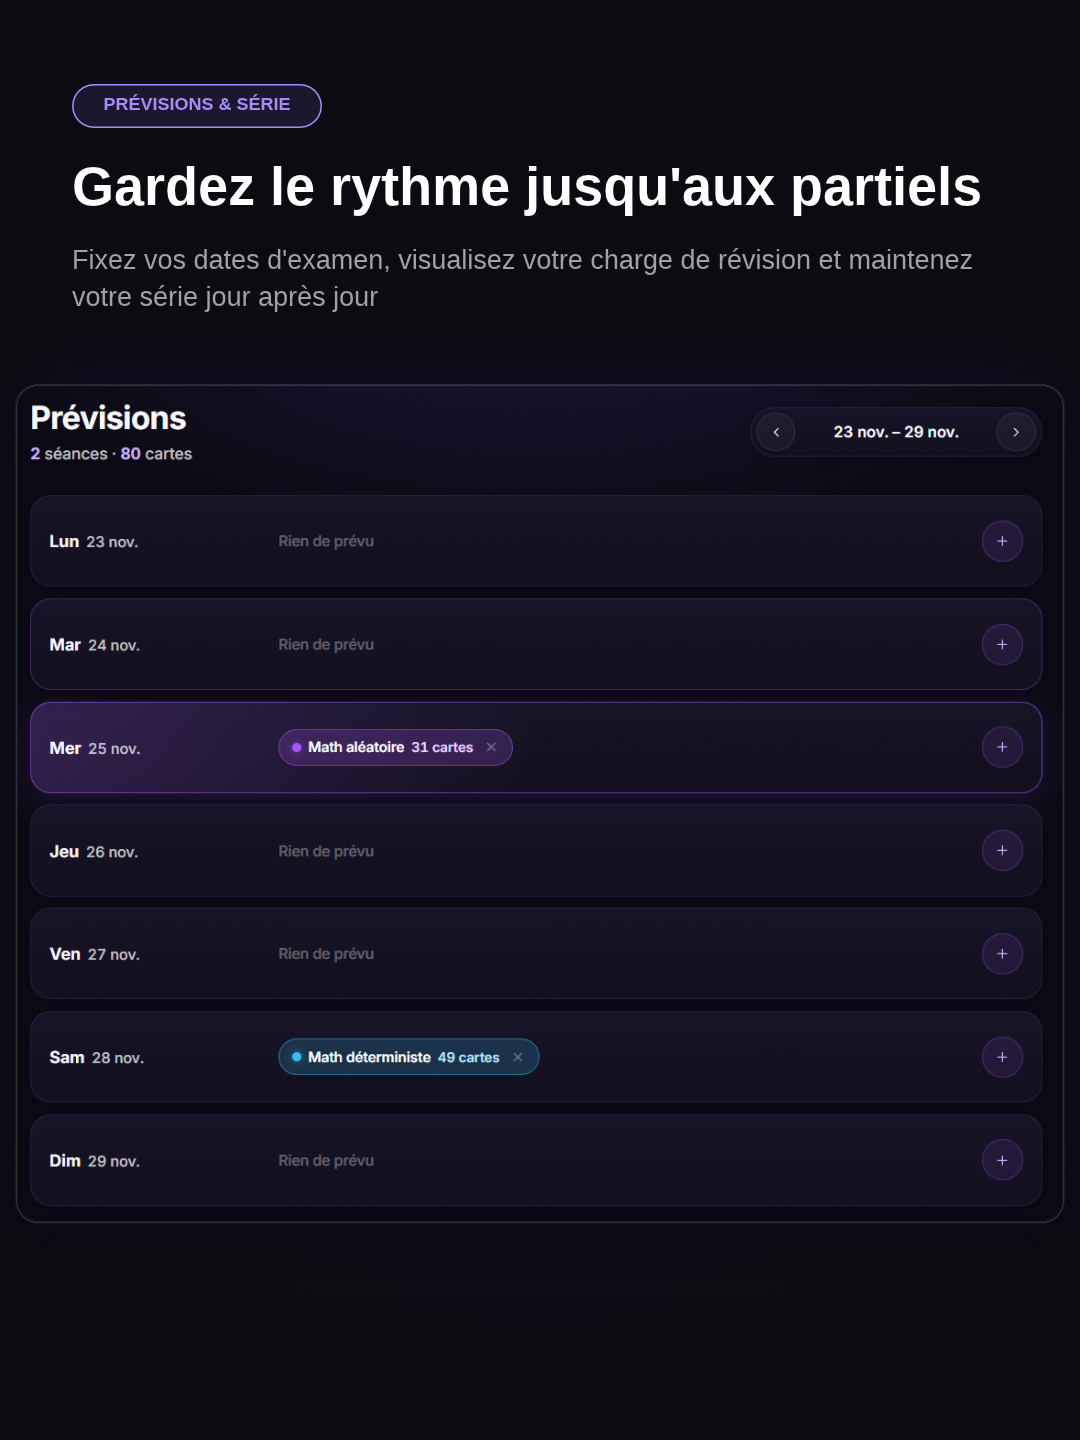 PRÉVISIONS & SÉRIE
Gardez le rythme jusqu'aux partiels
Fixez vos dates d'examen, visualisez votre charge de révision et maintenez
votre série jour après jour
Prévisions
2 séances · 80 cartes
23 nov. – 29 nov.
Lun 23 nov. Rien de prévu
Mar 24 nov. Rien de prévu
Mer 25 nov. Math aléatoire 31 cartes
Jeu 26 nov. Rien de prévu
Ven 27 nov. Rien de prévu
Sam 28 nov. Math déterministe 49 cartes
Dim 29 nov. Rien de prévu